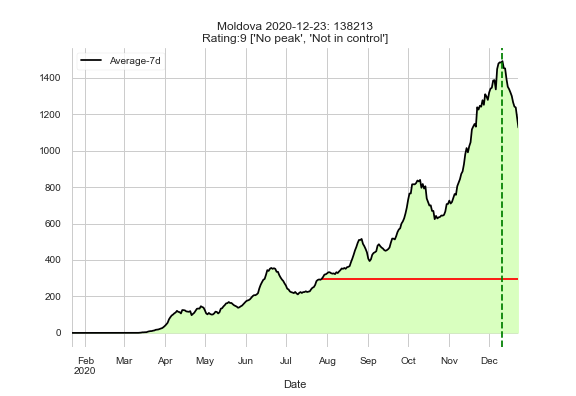 Moldova 2020-12-23: 138213
Rating:9 ['No peak', 'Not in control']
Average-7d
1400
1200
1000
800
600
400
200
0
Feb Mar Apr May Jun Jul Aug Sep Oct Nov Dec
2020
Date